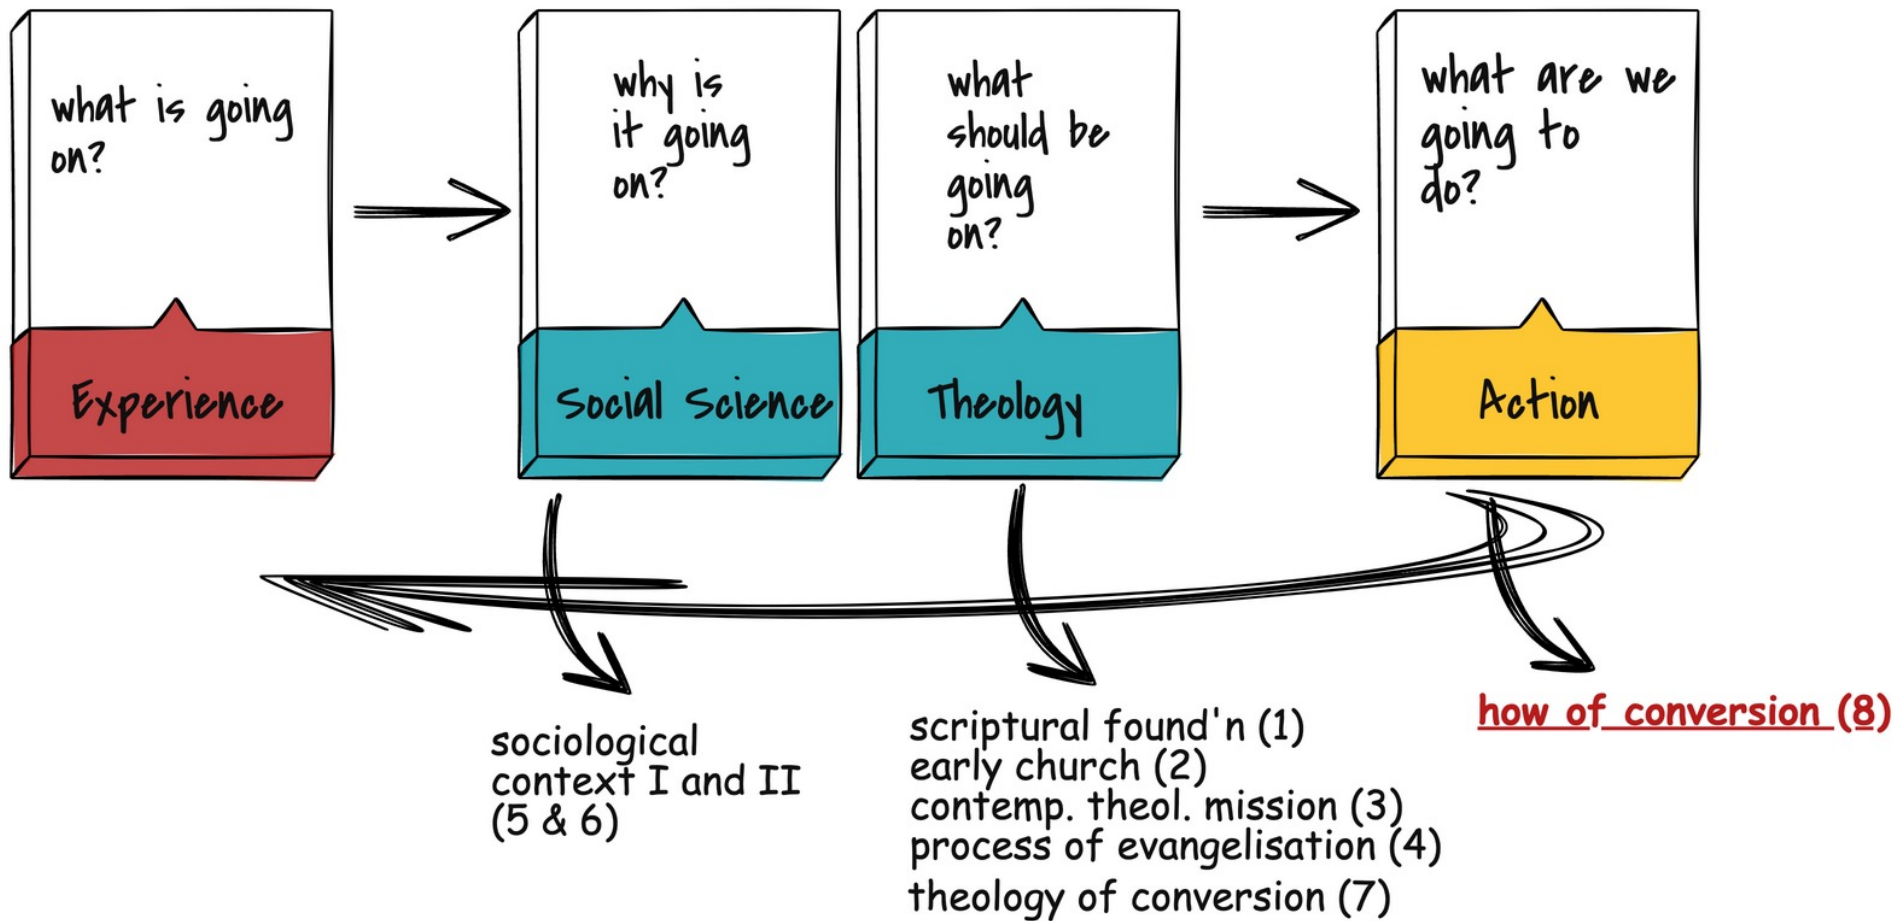 what is going
on?
why is
it going
on?
what
should be
going
on?
what are we
going to
do?
Experience
Social Science
Theology
Action
sociological
context I and II
(5 & 6)
scriptural found'n (1)
early church (2)
contemp. theol. mission (3)
process of evangelisation (4)
theology of conversion (7)
how of conversion (8)